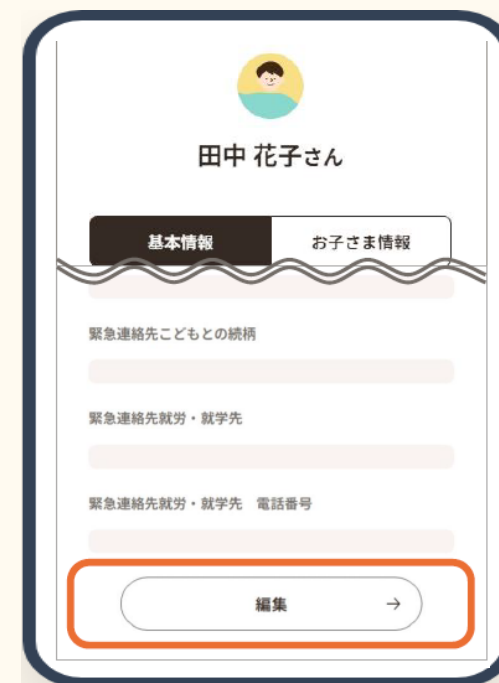 田中 花子さん
基本情報 お子さま情報
緊急連絡先こどもとの続柄
緊急連絡先就労・就学先
緊急連絡先就労・就学先　電話番号
編集 →